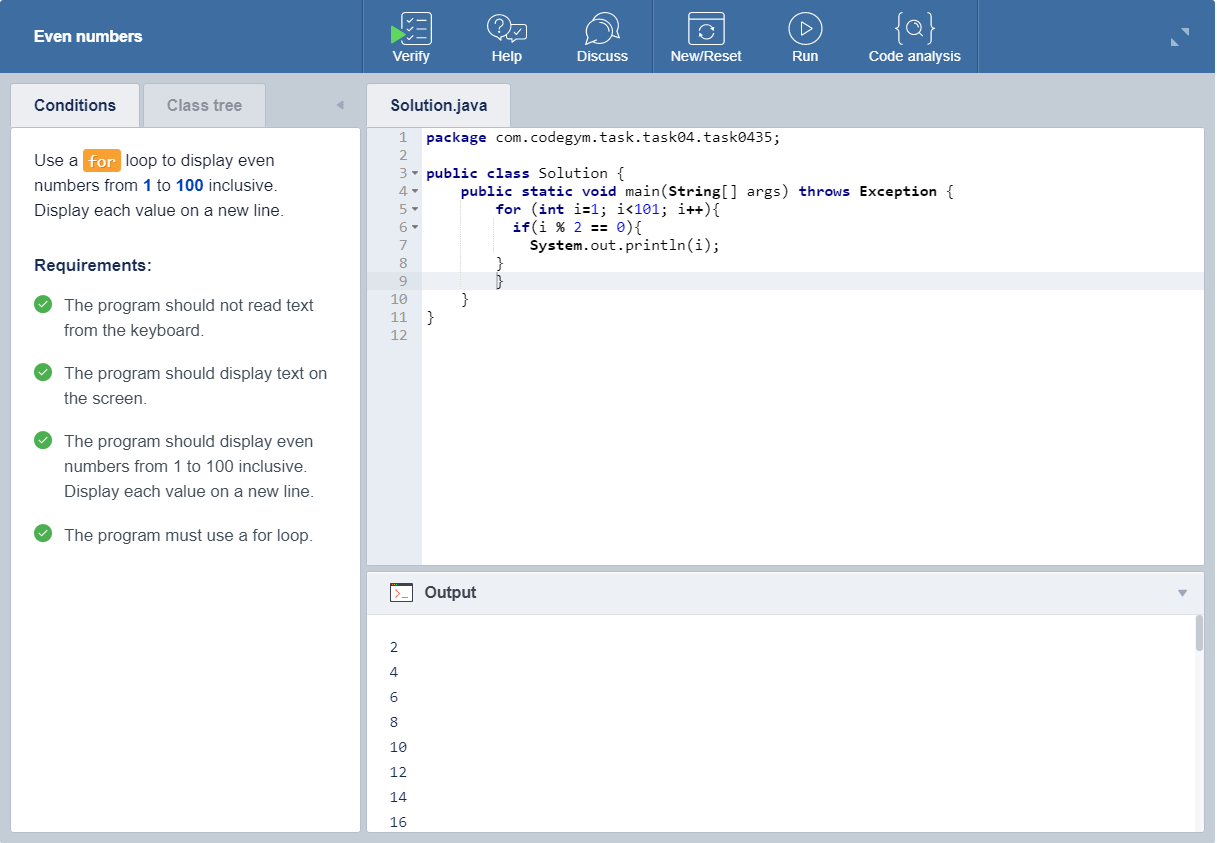 Even numbers
Verify
Help
Discuss
New/Reset
Run
Code analysis
Conditions
Class tree
Use a for loop to display even
numbers from 1 to 100 inclusive.
Display each value on a new line.
Requirements:
The program should not read text
from the keyboard.
The program should display text on
the screen.
The program should display even
numbers from 1 to 100 inclusive.
Display each value on a new line.
The program must use a for loop.
Solution.java
1 package com.codegym.task.task04.task0435;
2
3 public class Solution {
4     public static void main(String[] args) throws Exception {
5         for (int i=1; i<101; i++){
6           if(i % 2 == 0){
7             System.out.println(i);
8         }
9         }
10     }
11 }
12
Output
2
4
6
8
10
12
14
16